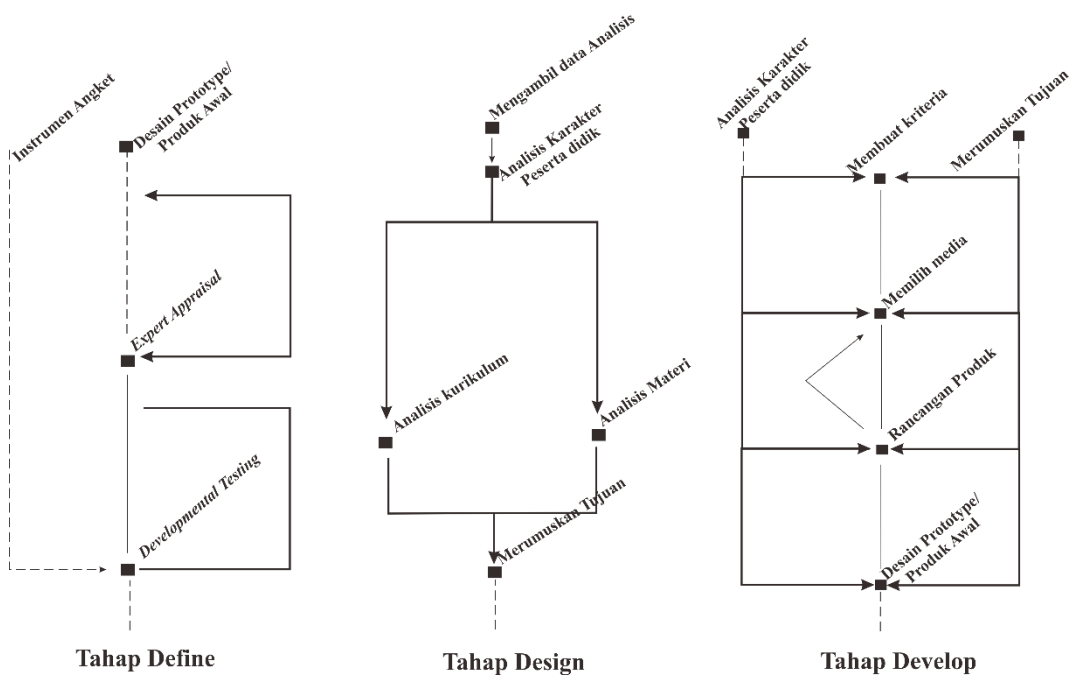 Instrumen Angket
Desain Prototype/
Produk Awal
Expert Appraisal
Developmental Testing
Tahap Define
Mengambil data Analisis
Analisis Karakter
Peserta didik
Analisis kurikulum
Analisis Materi
Merumuskan Tujuan
Tahap Design
Analisis Karakter
Peserta didik
Membuat kriteria
Merumuskan Tujuan
Memilih media
Rancangan Produk
Desain Prototype/
Produk Awal
Tahap Develop